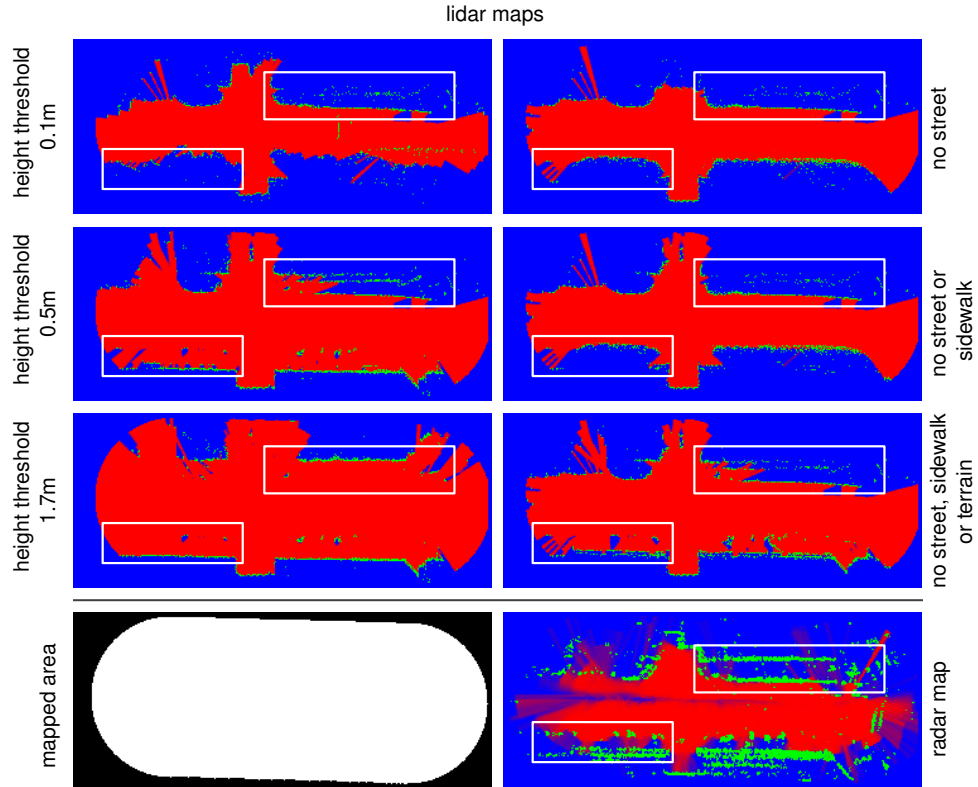 lidar maps
height threshold
0.1m
no street
height threshold
0.5m
no street or
sidewalk
height threshold
1.7m
no street, sidewalk
or terrain
mapped area
radar map